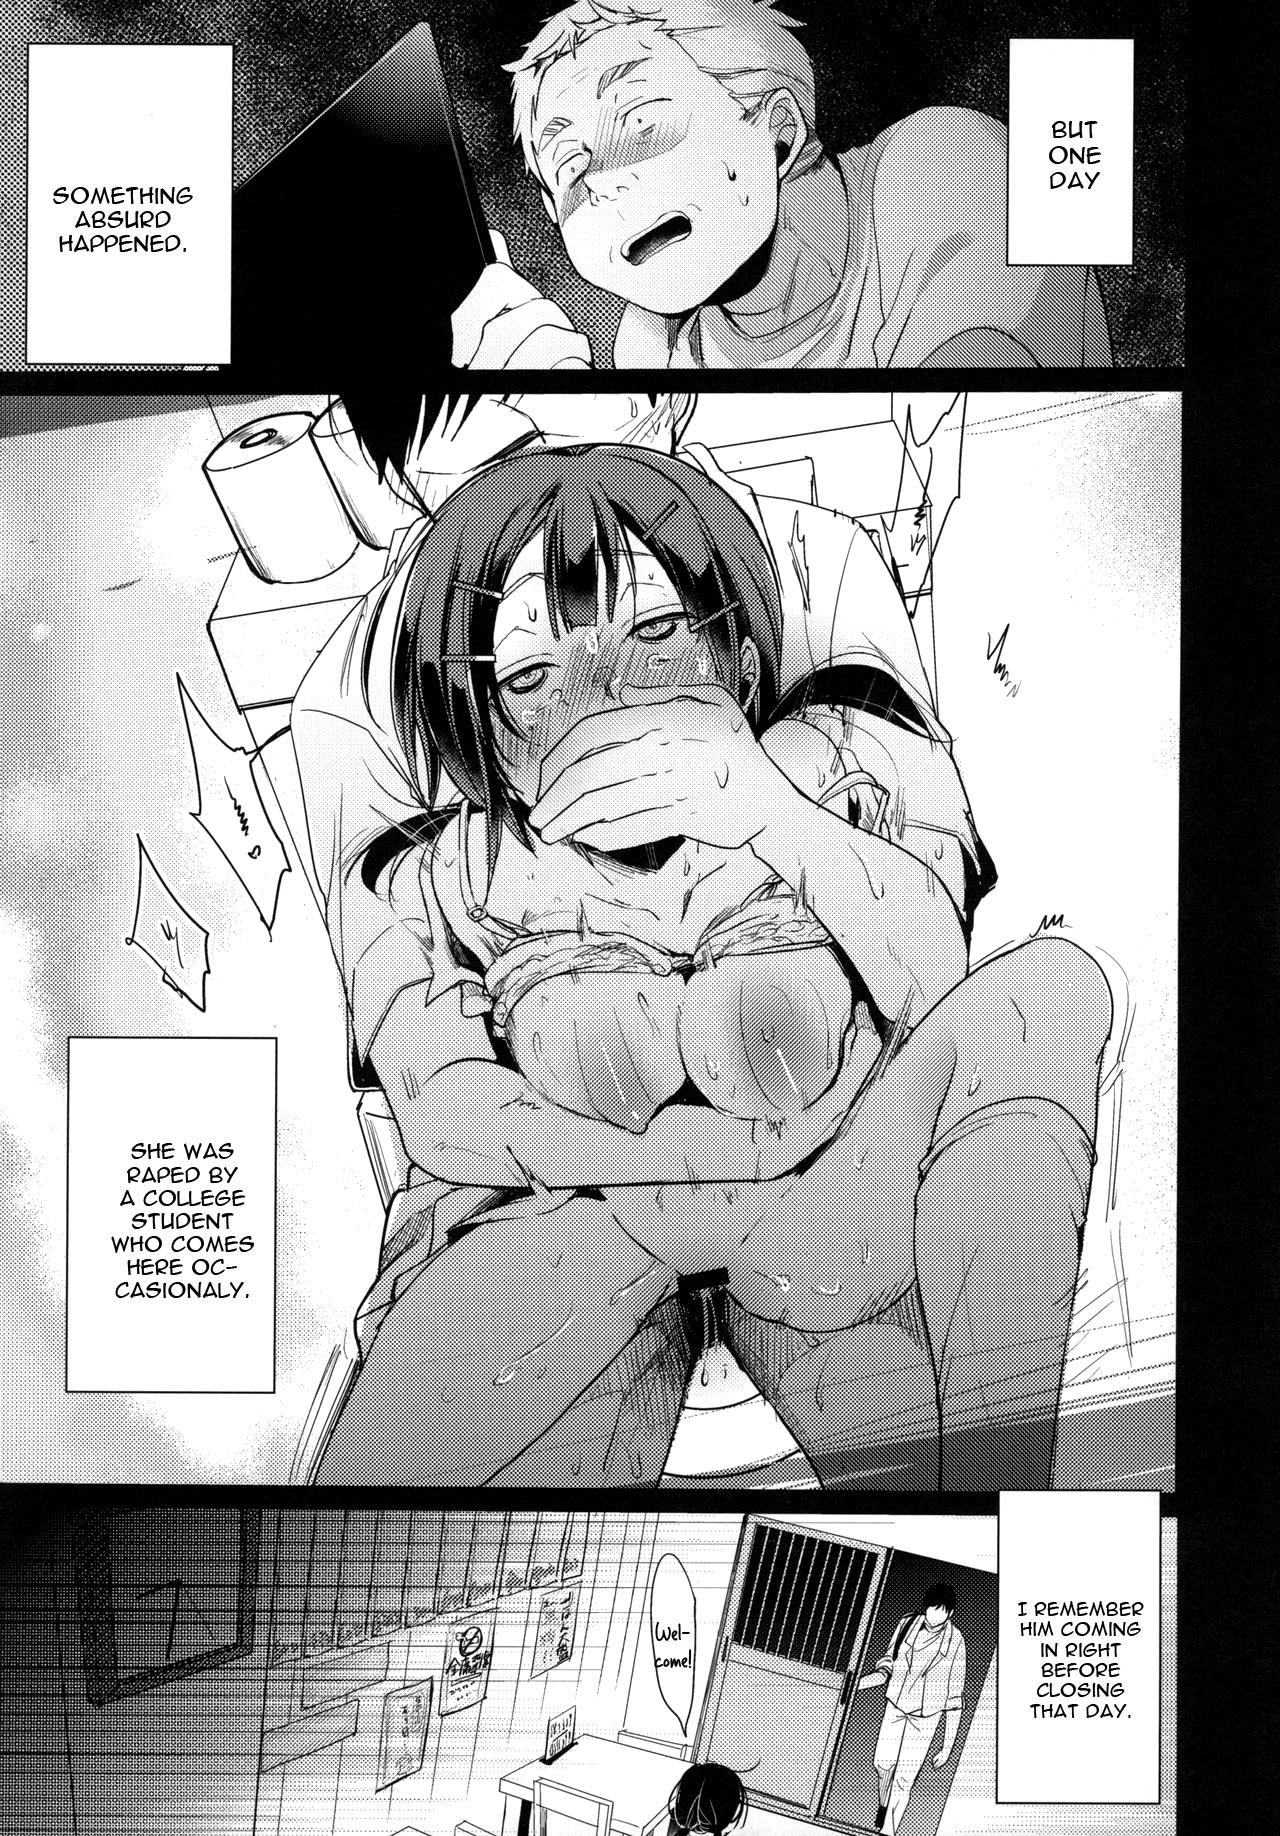 BUT
ONE
DAY
SOMETHING
ABSURD
HAPPENED.
SHE WAS
RAPED BY
A COLLEGE
STUDENT
WHO COMES
HERE OC-
CASIONALY.
I REMEMBER
HIM COMING
IN RIGHT
BEFORE
CLOSING
THAT DAY.
Wel-
come!